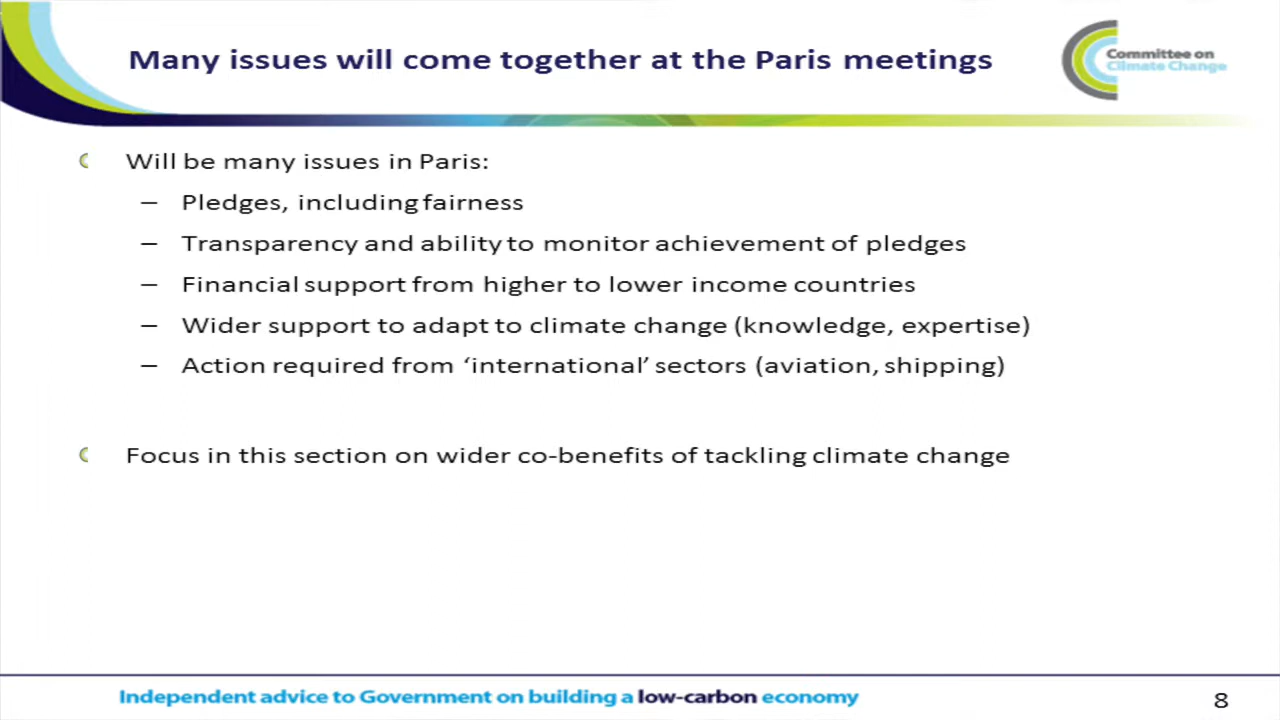 Many issues will come together at the Paris meetings
Committee on
Climate Change
Will be many issues in Paris:
– Pledges, including fairness
– Transparency and ability to monitor achievement of pledges
– Financial support from higher to lower income countries
– Wider support to adapt to climate change (knowledge, expertise)
– Action required from ‘international’ sectors (aviation, shipping)
Focus in this section on wider co-benefits of tackling climate change
Independent advice to Government on building a low-carbon economy
8